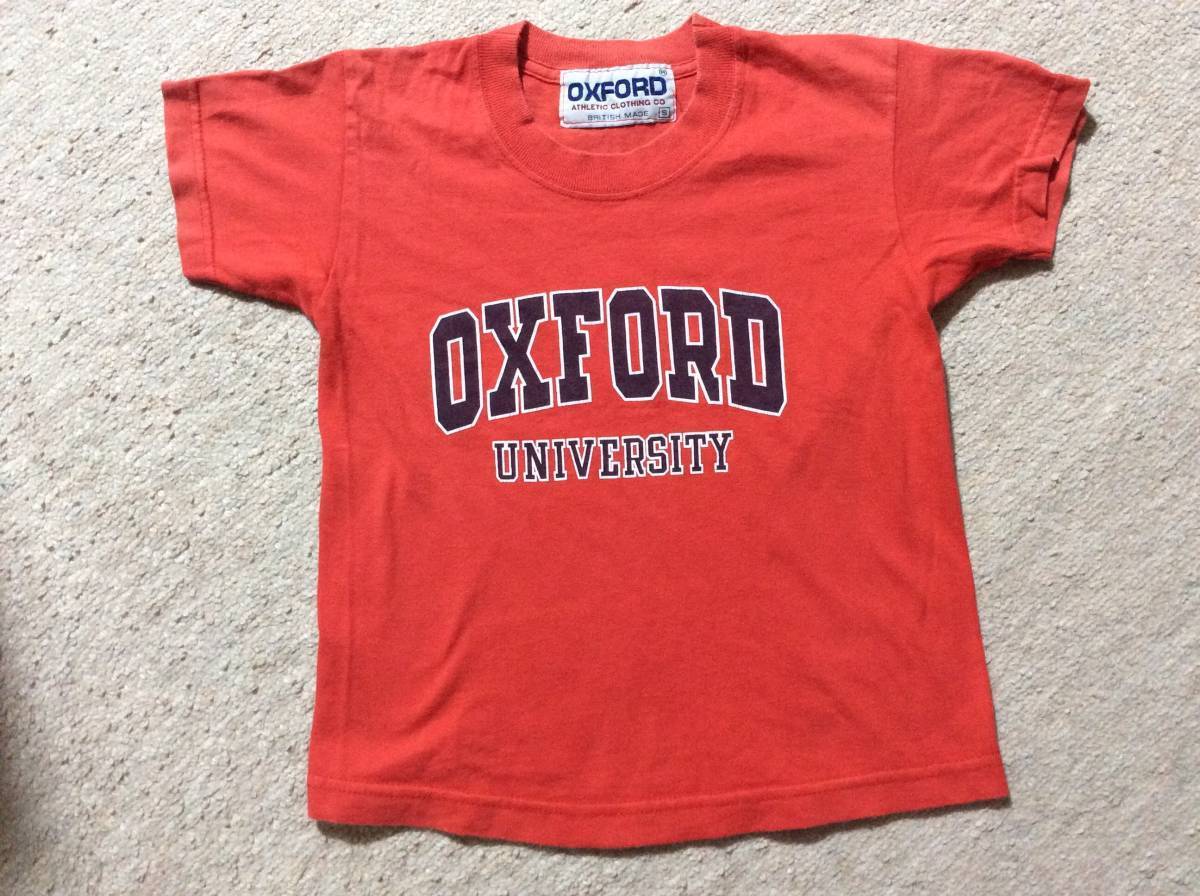 OXFORD ®
ATHLETIC CLOTHING CO
BRITISH MADE S
OXFORD
UNIVERSITY